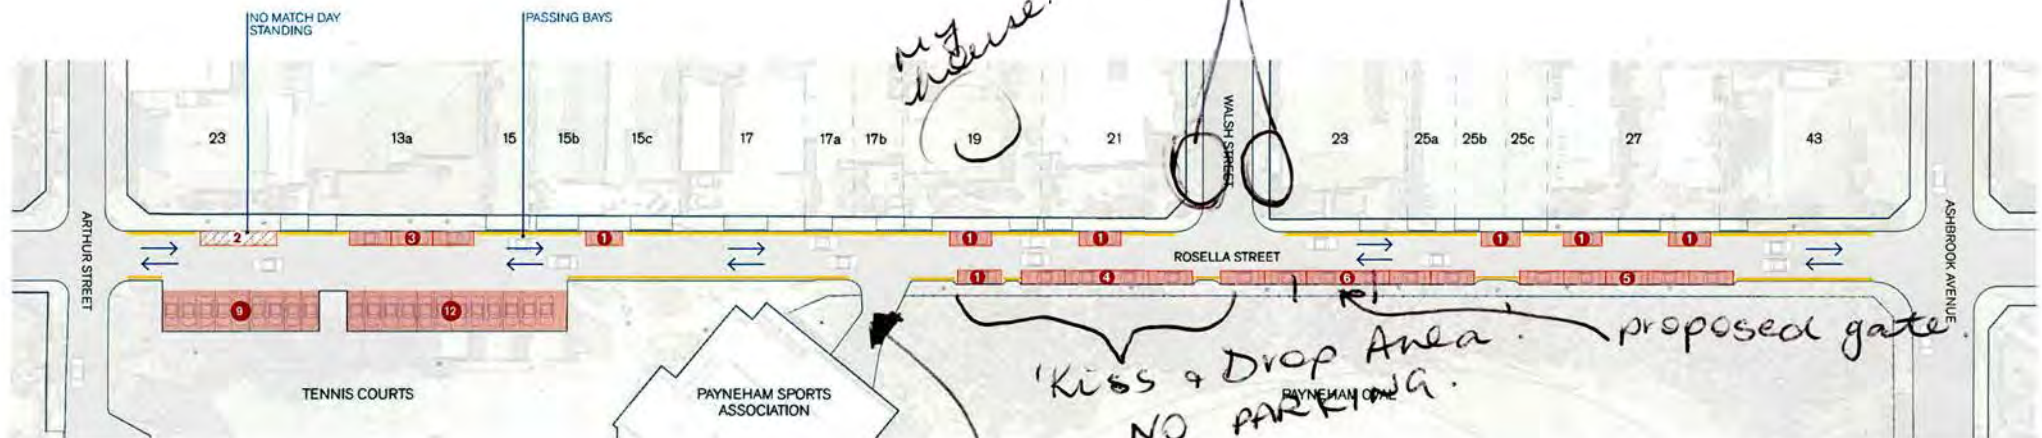 NO MATCH DAY
STANDING
PASSING BAYS
my
house.
23
13a
15
15b
15c
17
17a
17b
19
21
WALSH STREET
23
25a
25b
25c
27
43
ARTHUR STREET
2
3
1
1
1
1
1
1
ROSELLA STREET
ASHBROOK AVENUE
9
12
1
4
6
5
TENNIS COURTS
PAYNEHAM SPORTS
ASSOCIATION
'Kiss & Drop Area'.
NO PARKING.
PAYNEHAM OVAL
proposed gate.